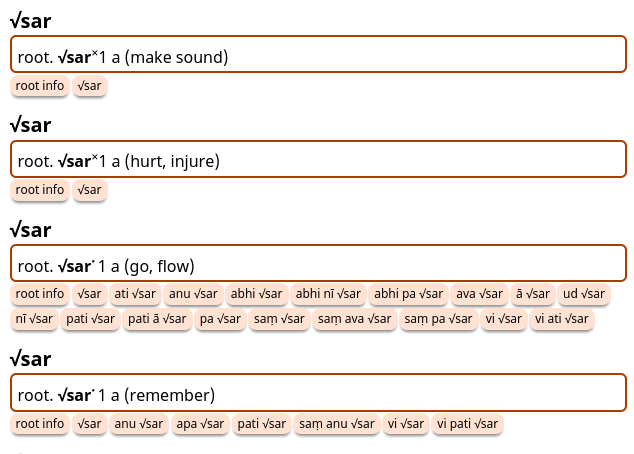 √sar
root. √sar×1 a (make sound)
root info √sar
√sar
root. √sar×1 a (hurt, injure)
root info √sar
√sar
root. √sar･1 a (go, flow)
root info √sar ati √sar anu √sar abhi √sar abhi nī √sar abhi pa √sar ava √sar ā √sar ud √sar
nī √sar pati √sar pati ā √sar pa √sar saṃ √sar saṃ ava √sar saṃ pa √sar vi √sar vi ati √sar
√sar
root. √sar･1 a (remember)
root info √sar anu √sar apa √sar pati √sar saṃ anu √sar vi √sar vi pati √sar